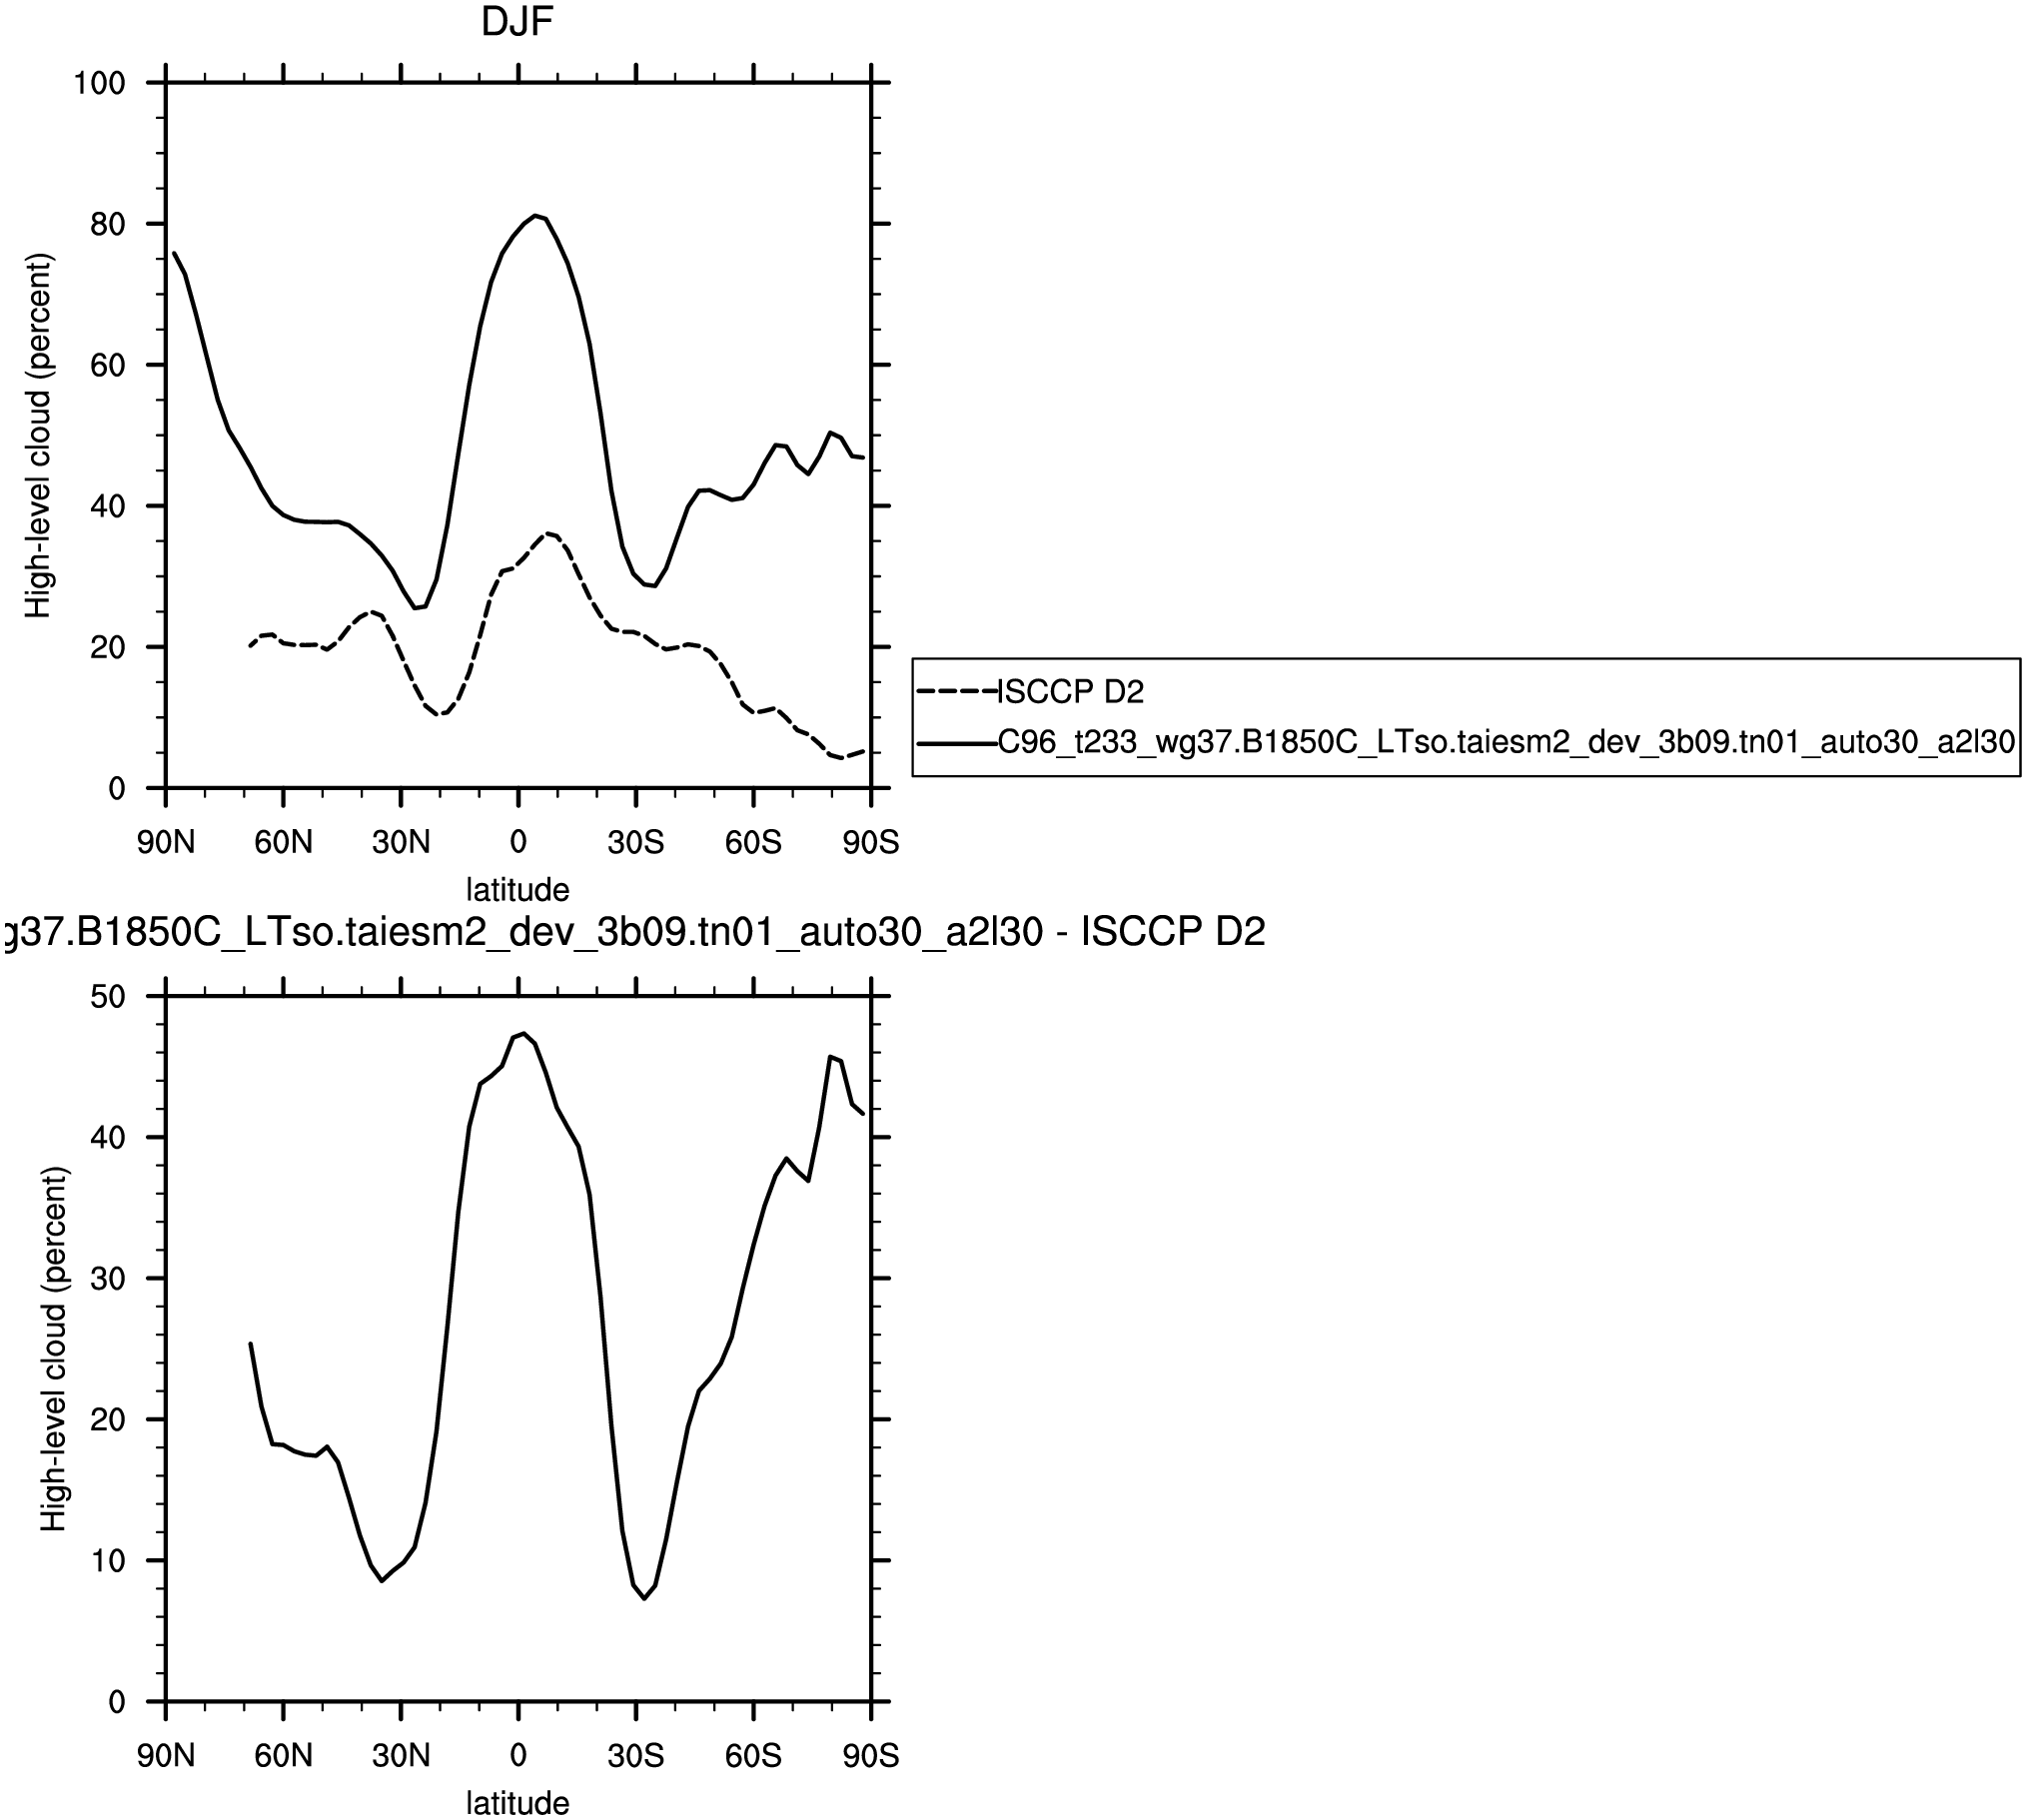 DJF
100
80
60
40
20
0
High-level cloud (percent)
90N 60N 30N 0 30S 60S 90S
latitude
ISCCP D2
C96_t233_wg37.B1850C_LTso.taiesm2_dev_3b09.tn01_auto30_a2l30
g37.B1850C_LTso.taiesm2_dev_3b09.tn01_auto30_a2l30 - ISCCP D2
50
40
30
20
10
0
High-level cloud (percent)
90N 60N 30N 0 30S 60S 90S
latitude